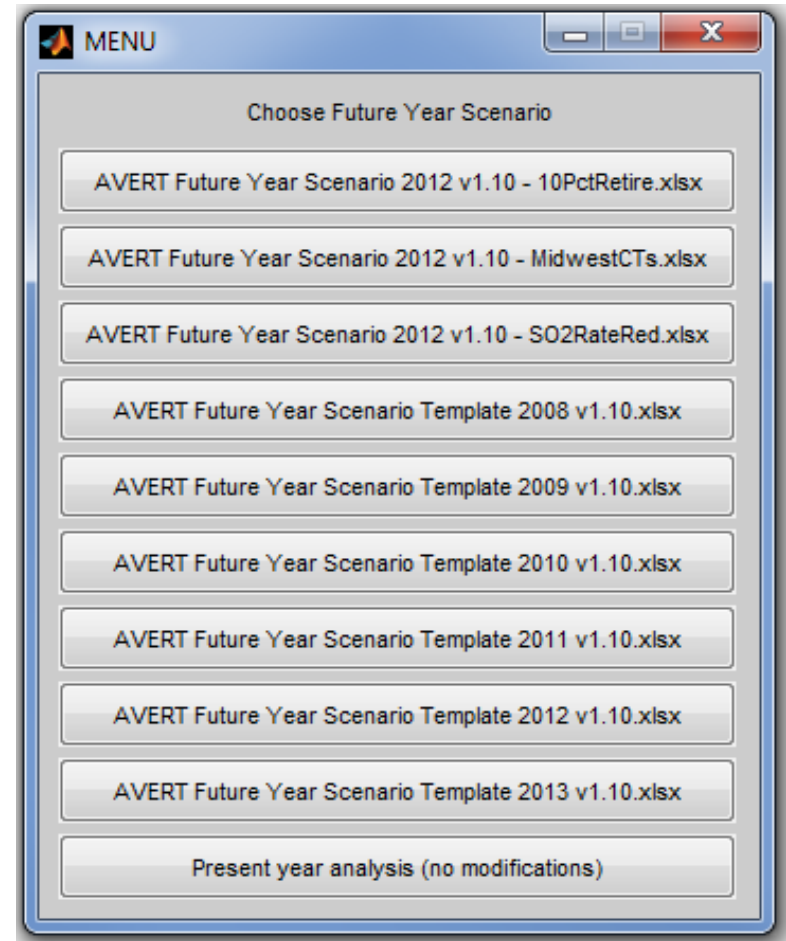 MENU
Choose Future Year Scenario
AVERT Future Year Scenario 2012 v1.10 - 10PctRetire.xlsx
AVERT Future Year Scenario 2012 v1.10 - MidwestCTs.xlsx
AVERT Future Year Scenario 2012 v1.10 - SO2RateRed.xlsx
AVERT Future Year Scenario Template 2008 v1.10.xlsx
AVERT Future Year Scenario Template 2009 v1.10.xlsx
AVERT Future Year Scenario Template 2010 v1.10.xlsx
AVERT Future Year Scenario Template 2011 v1.10.xlsx
AVERT Future Year Scenario Template 2012 v1.10.xlsx
AVERT Future Year Scenario Template 2013 v1.10.xlsx
Present year analysis (no modifications)